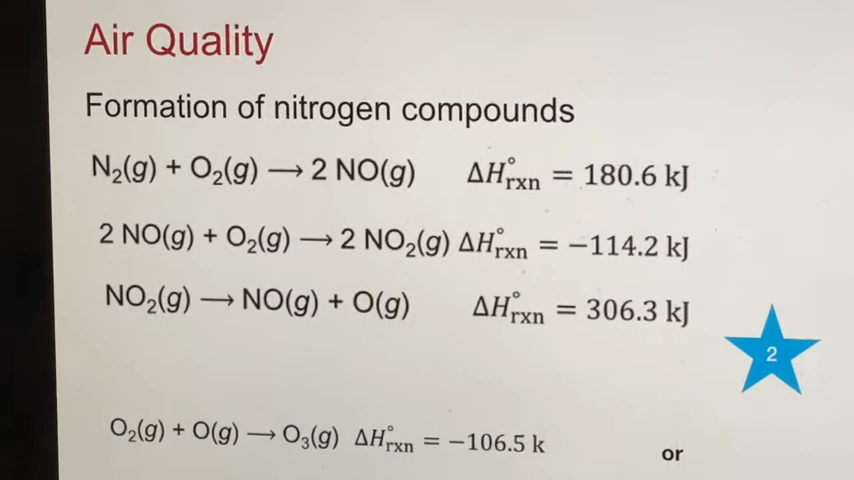 Air Quality
Formation of nitrogen compounds
N₂(g) + O₂(g) ⟶ 2 NO(g) ΔH°rxn = 180.6 kJ
2 NO(g) + O₂(g) ⟶ 2 NO₂(g) ΔH°rxn = −114.2 kJ
NO₂(g) ⟶ NO(g) + O(g) ΔH°rxn = 306.3 kJ
2
O₂(g) + O(g) ⟶ O₃(g) ΔH°rxn = −106.5 k
or